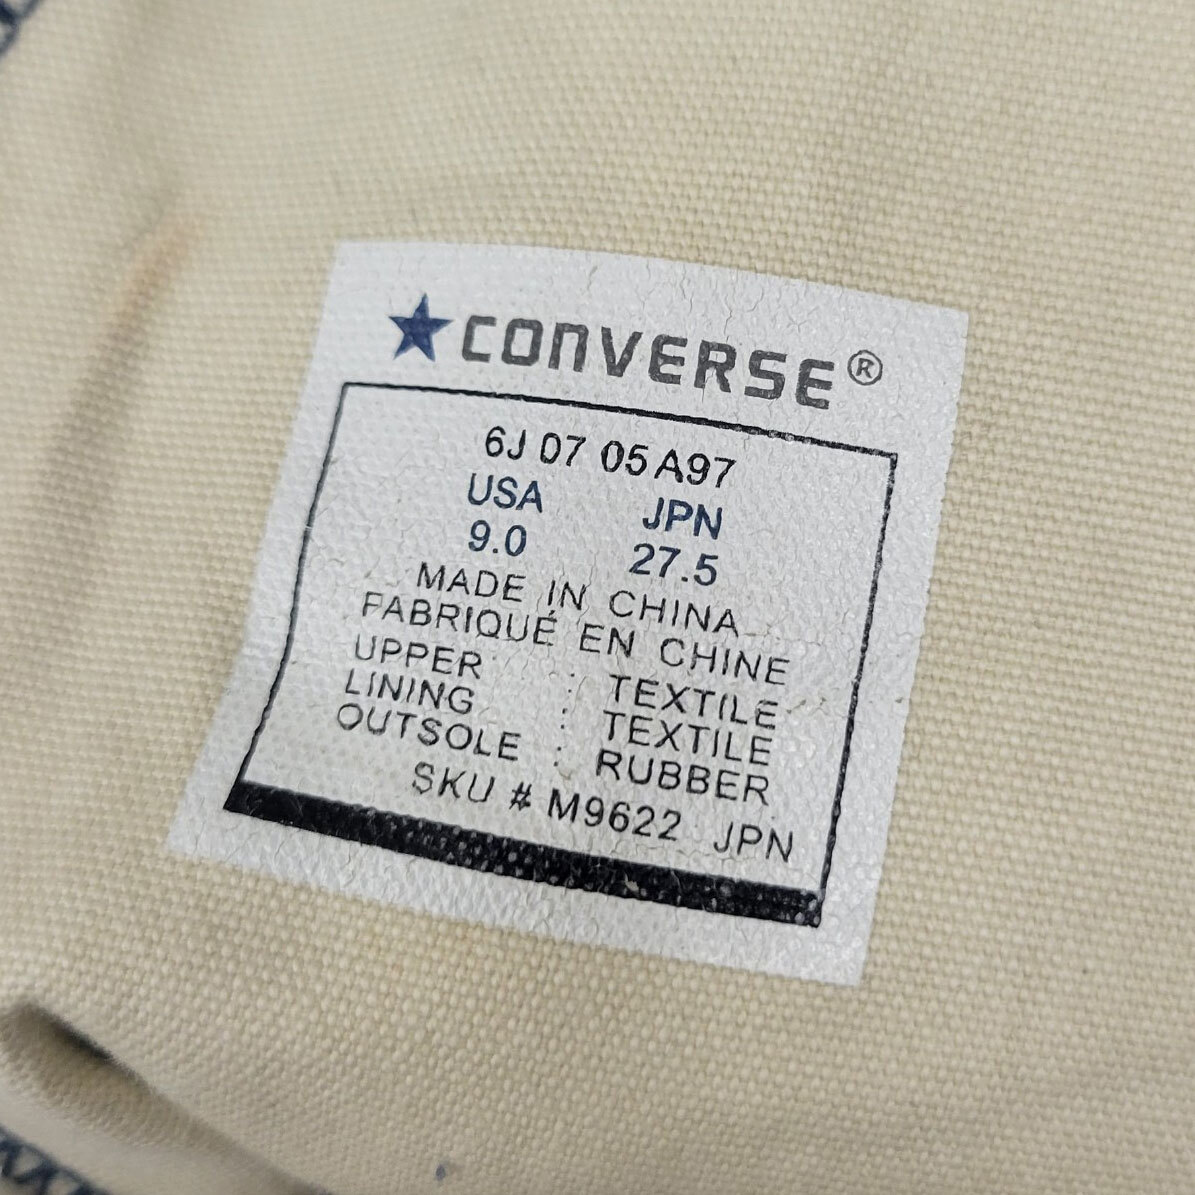 ★CONVERSE®
6J 07 05 A97
USA JPN
9.0 27.5
MADE IN CHINA
FABRIQUÉ EN CHINE
UPPER : TEXTILE
LINING : TEXTILE
OUTSOLE : RUBBER
SKU # M9622 JPN